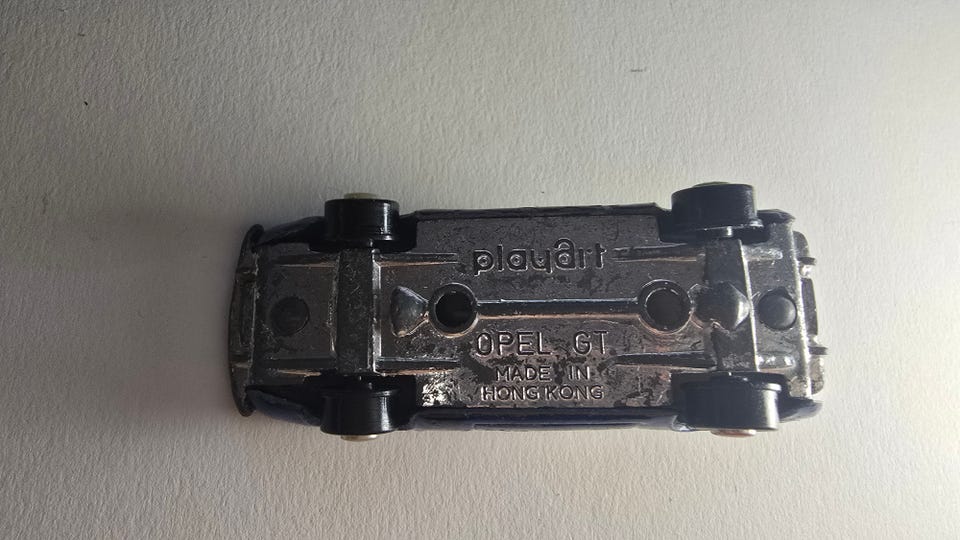 playart
OPEL GT
MADE IN
HONG KONG